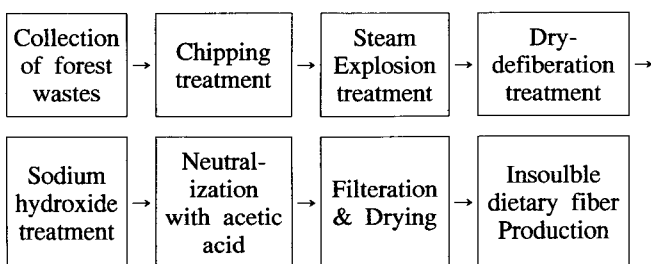 Collection
of forest
wastes
→
Chipping
treatment
→
Steam
Explosion
treatment
→
Dry-
defiberation
treatment
→
Sodium
hydroxide
treatment
→
Neutral-
ization
with acetic
acid
→
Filteration
& Drying
→
Insoulble
dietary fiber
Production